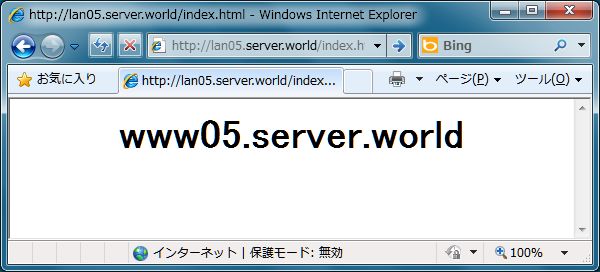 http://lan05.server.world/index.html - Windows Internet Explorer
http://lan05.server.world/index.h Bing
お気に入り http://lan05.server.world/index... ページ(P) ツール(O)
www05.server.world
インターネット | 保護モード: 無効 100%